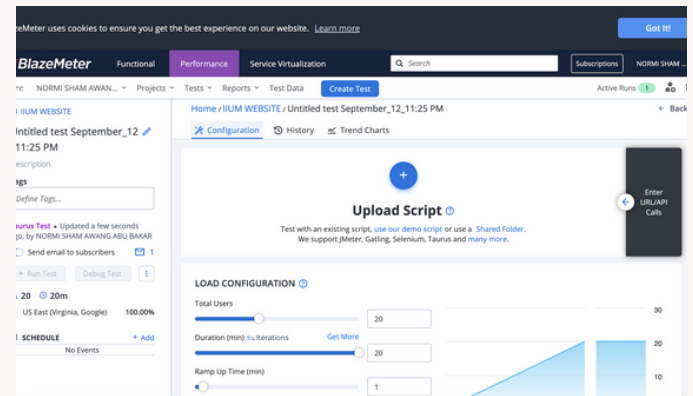 zeMeter uses cookies to ensure you get the best experience on our website. Learn more
Got It!
BlazeMeter Functional Performance Service Virtualization Search Subscriptions NORMI SHAM ...
NORMI SHAM AWAN... Projects Tests Reports Test Data Create Test Active Runs 1
IIUM WEBSITE
Home / IIUM WEBSITE / Untitled test September_12_11:25 PM
Back
Untitled test September_12
11:25 PM
Configuration History Trend Charts
escription
ags
Define Tags...
aurus Test • Updated a few seconds
go, by NORMI SHAM AWANG ABU BAKAR
Send email to subscribers 1
Run Test Debug Test
20 20m
US East (Virginia, Google) 100.00%
SCHEDULE + Add
No Events
+
Upload Script
Test with an existing script, use our demo script or use a Shared Folder.
We support JMeter, Gatling, Selenium, Taurus and many more.
Enter
URL/API
Calls
LOAD CONFIGURATION
Total Users
20
Duration (min) Iterations Get More
20
Ramp Up Time (min)
1
30
20
10